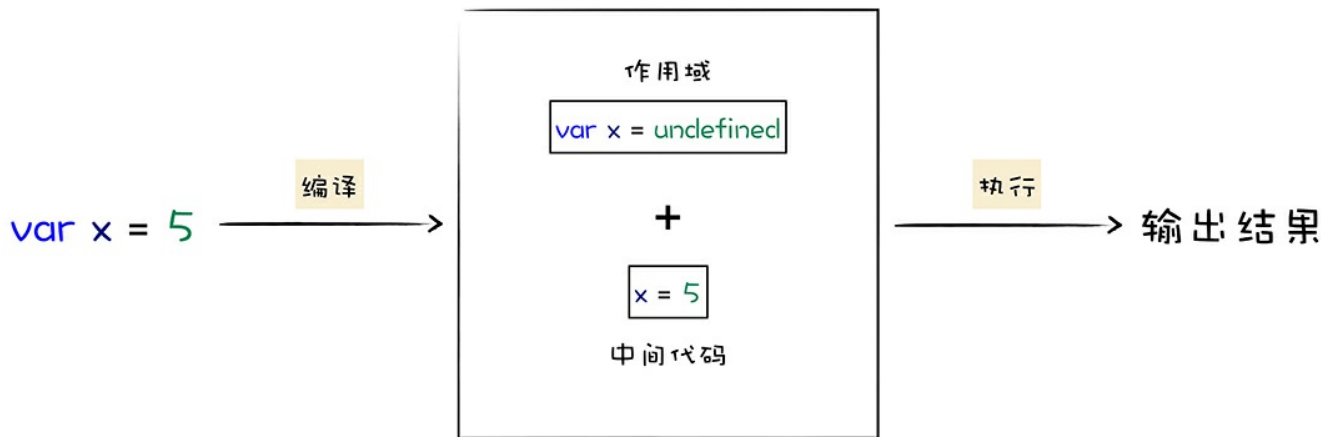 作用域
var x = undefined
编译
执行
var x = 5
+
输出结果
x = 5
中间代码